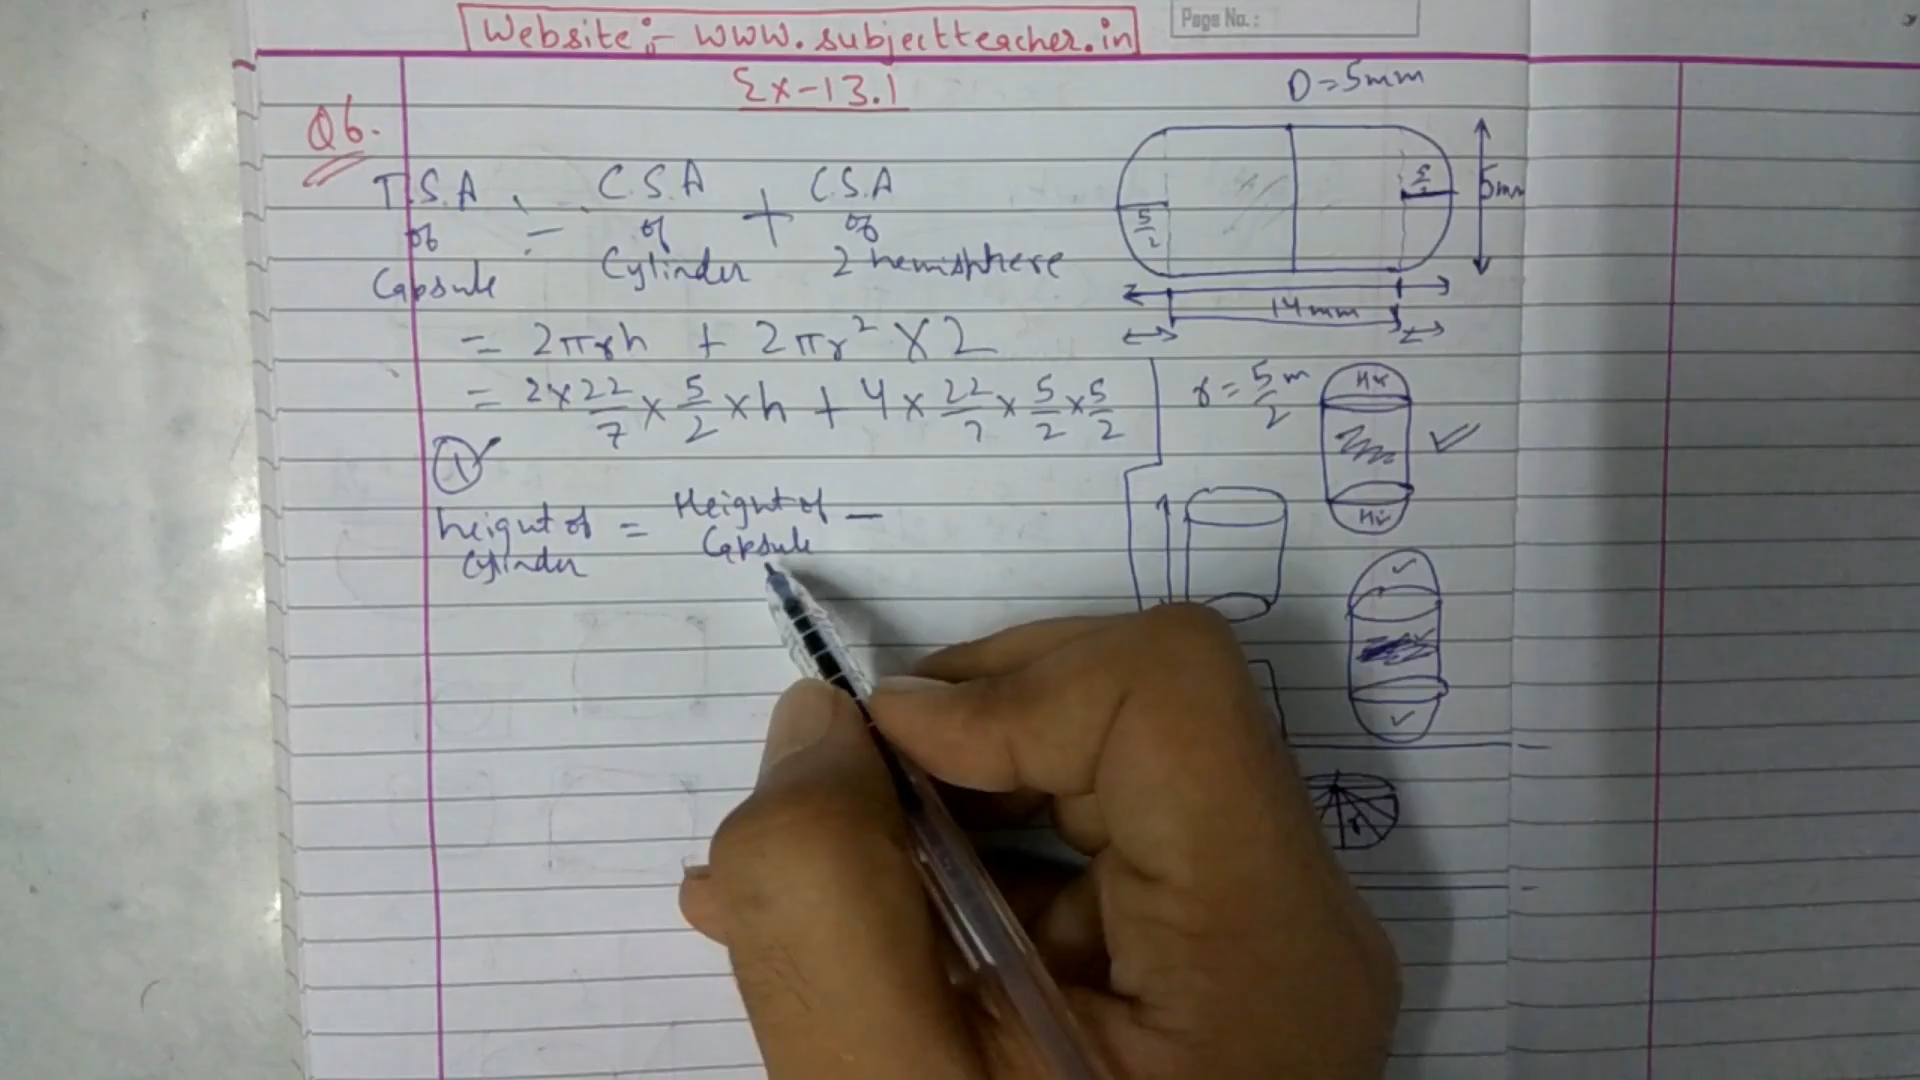 Website :- www.subjectteacher.in
Page No.:
Ex-13.1
D = 5mm
Q6.
T.S.A of Capsule = C.S.A of Cylinder + C.S.A of 2 hemisphere
5/2
5/2
5mm
14mm
= 2πrh + 2πr² × 2
= 2 × 22/7 × 5/2 × h + 4 × 22/7 × 5/2 × 5/2
r = 5/2 m
1
height of Cylinder = Height of Capsule −
r